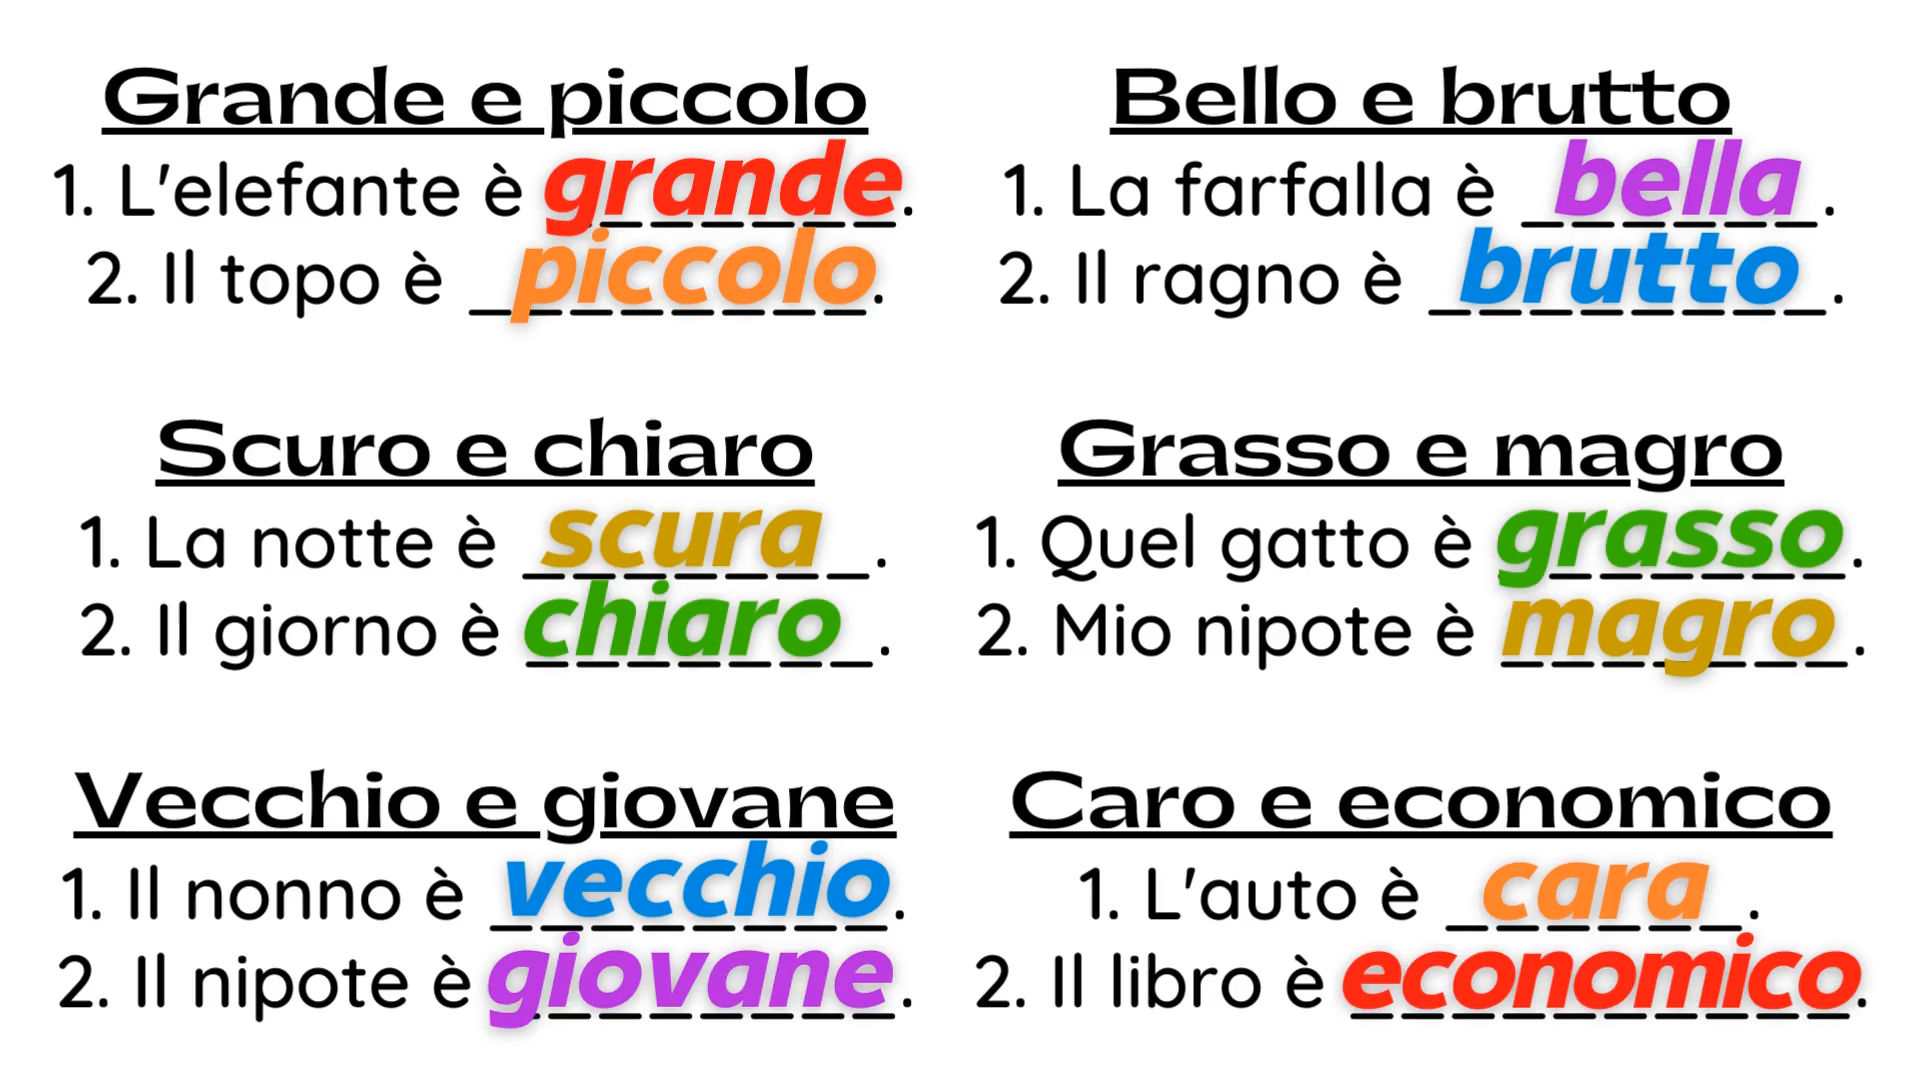 Grande e piccolo
1. L'elefante è grande.
2. Il topo è piccolo.
Bello e brutto
1. La farfalla è bella.
2. Il ragno è brutto.
Scuro e chiaro
1. La notte è scura.
2. Il giorno è chiaro.
Grasso e magro
1. Quel gatto è grasso.
2. Mio nipote è magro.
Vecchio e giovane
1. Il nonno è vecchio.
2. Il nipote è giovane.
Caro e economico
1. L'auto è cara.
2. Il libro è economico.